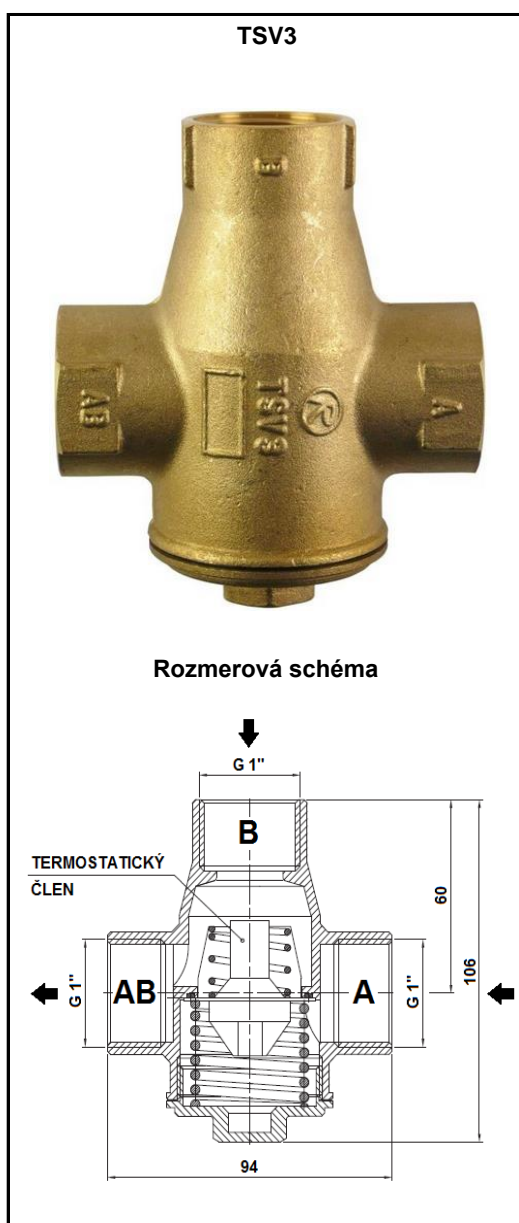 TSV3
B
AB
TSV3
R
A
Rozmerová schéma
G 1"
B
TERMOSTATICKÝ
ČLEN
60
106
G 1"
AB
A
G 1"
94